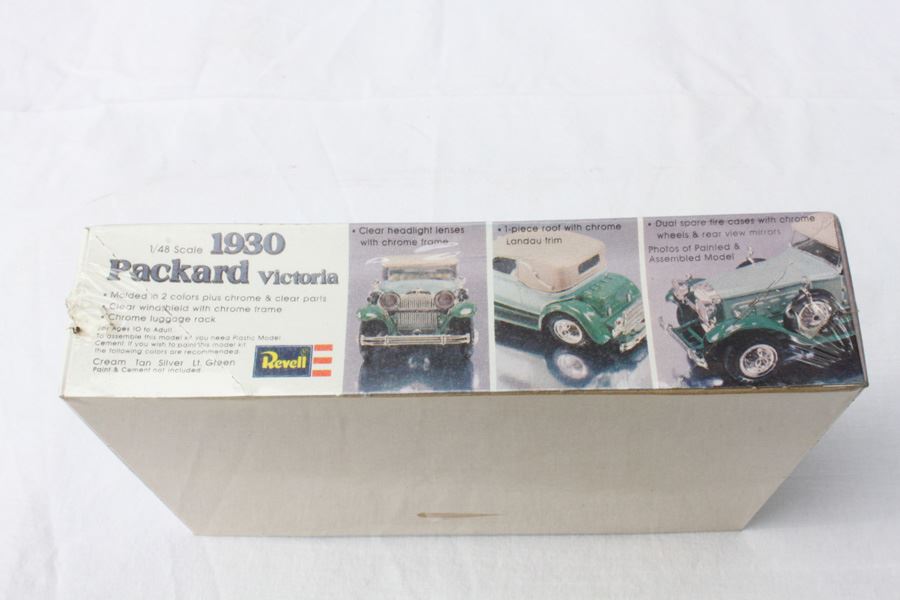 1/48 Scale 1930
Packard Victoria
• Molded in 2 colors plus chrome & clear parts
• Clear windshield with chrome frame
• Chrome luggage rack
For Ages 10 to Adult
To assemble this model kit you need Plastic Model
Cement. If you wish to paint this model kit
the following colors are recommended.
Cream Tan Silver Lt. Green
Paint & Cement not included.
Revell
• Clear headlight lenses
with chrome frame
• 1-piece roof with chrome
Landau trim
• Dual spare tire cases with chrome
wheels & rear view mirrors
Photos of Painted &
Assembled Model